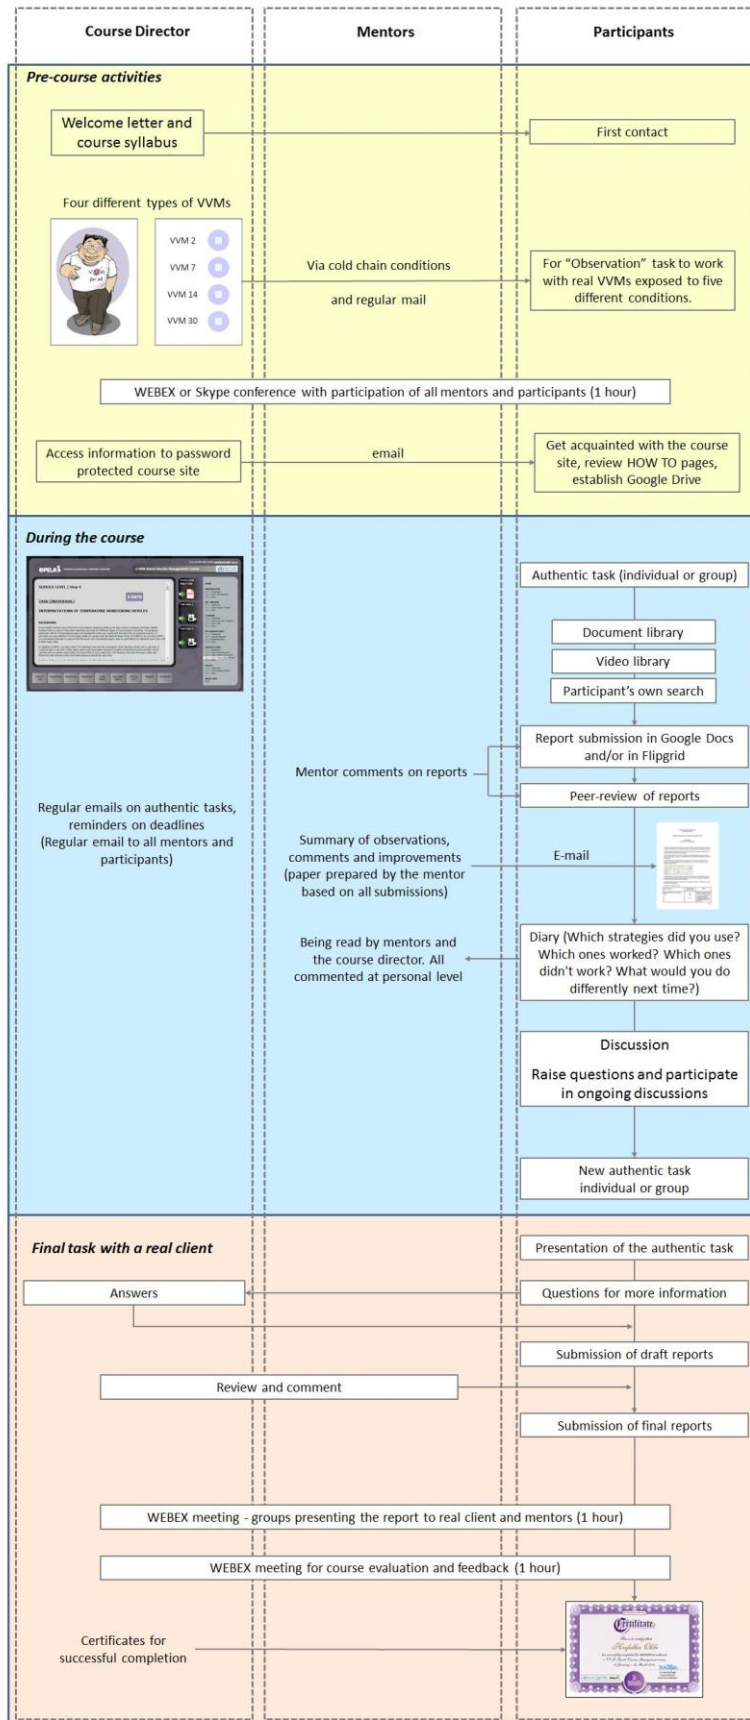 Course Director
Mentors
Participants
Pre-course activities
Welcome letter and
course syllabus
First contact
Four different types of VVMs
VVM 2
VVM 7
VVM 14
VVM 30
Via cold chain conditions
and regular mail
For “Observation” task to work
with real VVMs exposed to five
different conditions.
WEBEX or Skype conference with participation of all mentors and participants (1 hour)
Access information to password
protected course site
email
Get acquainted with the course
site, review HOW TO pages,
establish Google Drive
During the course
Authentic task (individual or group)
Document library
Video library
Participant’s own search
Report submission in Google Docs
and/or in Flipgrid
Mentor comments on reports
Peer-review of reports
Regular emails on authentic tasks,
reminders on deadlines
(Regular email to all mentors and
participants)
Summary of observations,
comments and improvements
(paper prepared by the mentor
based on all submissions)
E-mail
Being read by mentors and
the course director. All
commented at personal level
Diary (Which strategies did you use?
Which ones worked? Which ones
didn't work? What would you do
differently next time?)
Discussion
Raise questions and participate
in ongoing discussions
New authentic task
individual or group
Final task with a real client
Presentation of the authentic task
Answers
Questions for more information
Submission of draft reports
Review and comment
Submission of final reports
WEBEX meeting - groups presenting the report to real client and mentors (1 hour)
WEBEX meeting for course evaluation and feedback (1 hour)
Certificates for
successful completion
Certificate